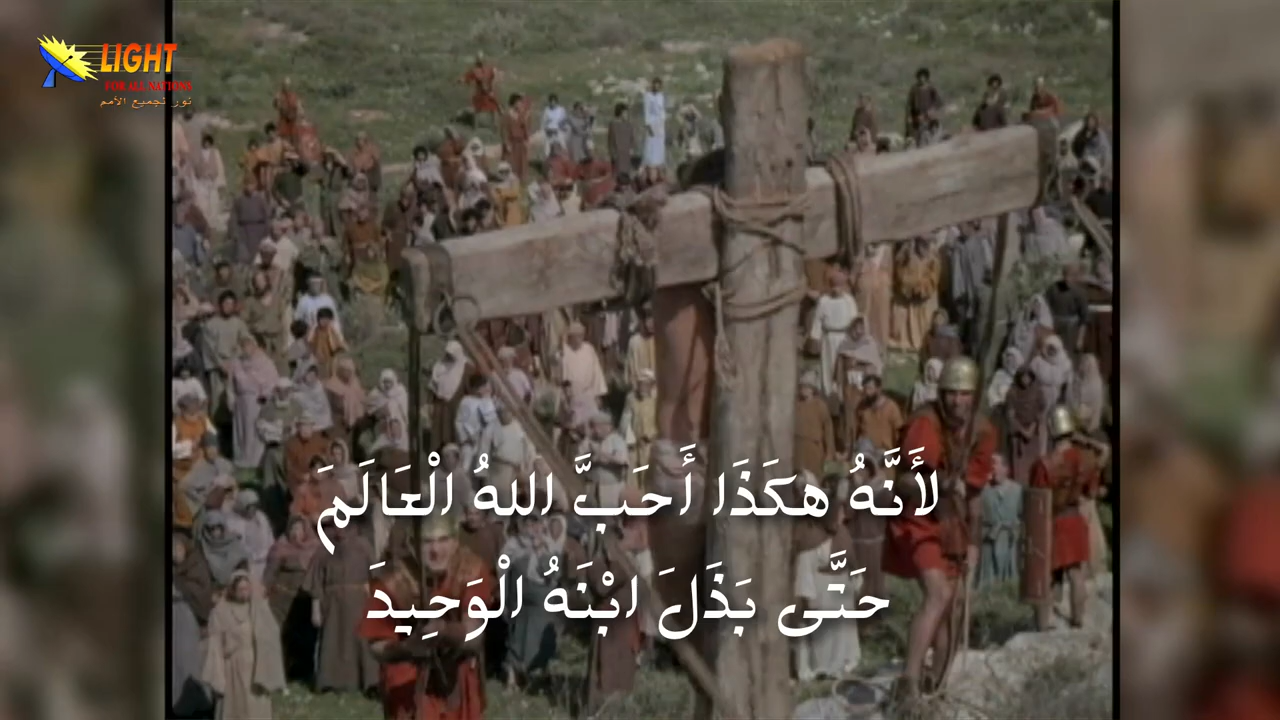 LIGHT
FOR ALL NATIONS
نور لجميع الأمم
لأَنَّهُ هكَذَا أَحَبَّ اللهُ الْعَالَمَ
حَتَّى بَذَلَ ابْنَهُ الْوَحِيدَ